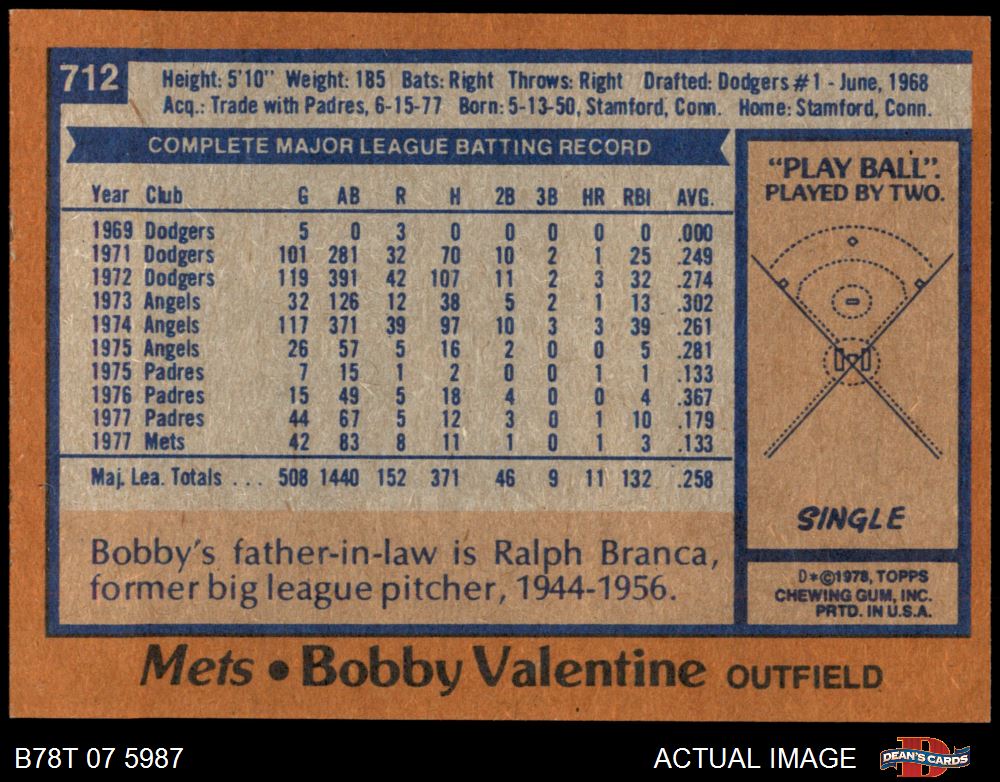 712
Height: 5'10" Weight: 185 Bats: Right Throws: Right Drafted: Dodgers #1 - June, 1968
Acq.: Trade with Padres, 6-15-77 Born: 5-13-50, Stamford, Conn. Home: Stamford, Conn.
COMPLETE MAJOR LEAGUE BATTING RECORD
Year Club G AB R H 2B 3B HR RBI AVG.
1969 Dodgers 5 0 3 0 0 0 0 0 .000
1971 Dodgers 101 281 32 70 10 2 1 25 .249
1972 Dodgers 119 391 42 107 11 2 3 32 .274
1973 Angels 32 126 12 38 5 2 1 13 .302
1974 Angels 117 371 39 97 10 3 3 39 .261
1975 Angels 26 57 5 16 2 0 0 5 .281
1975 Padres 7 15 1 2 0 0 1 1 .133
1976 Padres 15 49 5 18 4 0 0 4 .367
1977 Padres 44 67 5 12 3 0 1 10 .179
1977 Mets 42 83 8 11 1 0 1 3 .133
Maj. Lea. Totals . . . 508 1440 152 371 46 9 11 132 .258
Bobby's father-in-law is Ralph Branca,
former big league pitcher, 1944-1956.
"PLAY BALL".
PLAYED BY TWO.
SINGLE
D*©1978, TOPPS
CHEWING GUM, INC.
PRTD. IN U.S.A.
Mets • Bobby Valentine OUTFIELD
B78T 07 5987
ACTUAL IMAGE
DEAN'S CARDS